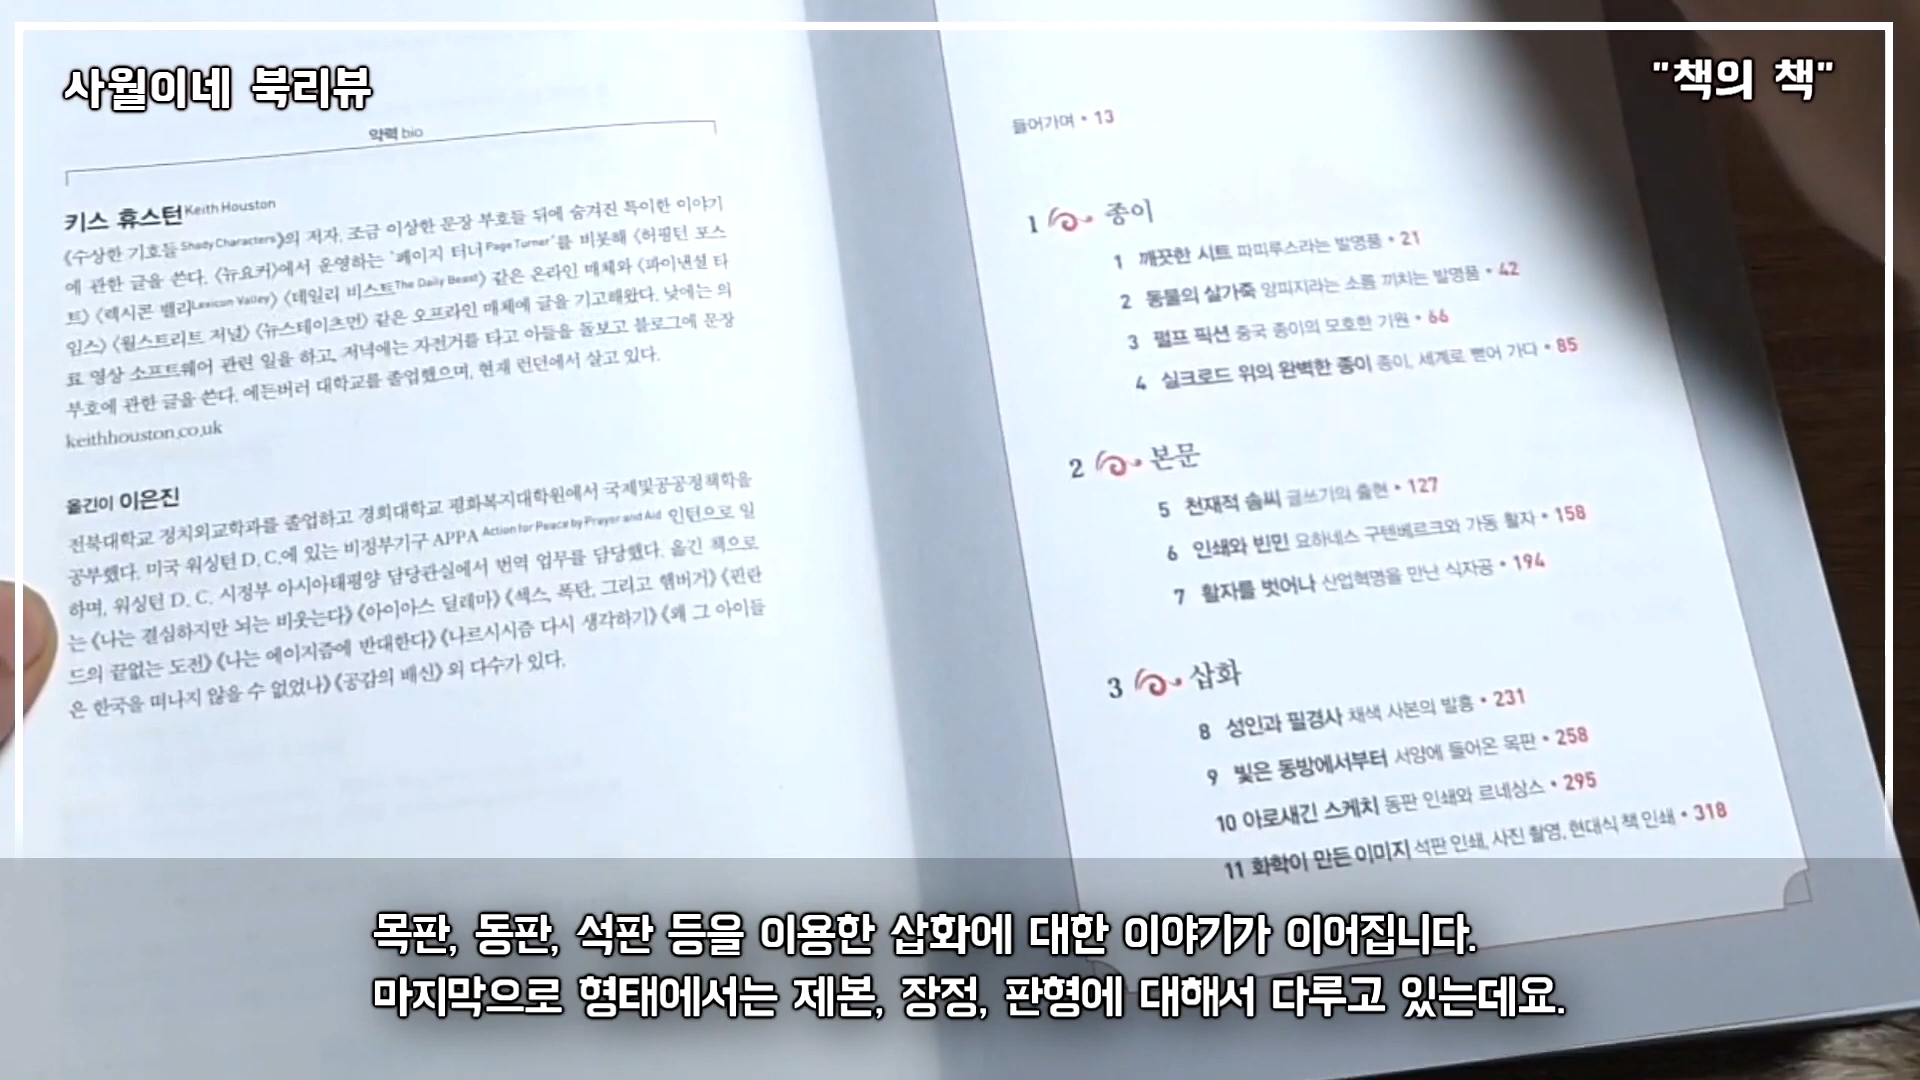 사월이네 북리뷰
"책의 책"
약력 bio
키스 휴스턴 Keith Houston
《수상한 기호들Shady Characters》의 저자. 조금 이상한 문장 부호들 뒤에 숨겨진 특이한 이야기
에 관한 글을 쓴다. 〈뉴요커〉에서 운영하는 '페이지 터너Page Turner'를 비롯해 〈허핑턴 포스
트〉 〈렉시콘 밸리Lexicon Valley〉 〈데일리 비스트The Daily Beast〉 같은 온라인 매체와 〈파이낸셜 타
임스〉 〈월스트리트 저널〉 〈뉴스테이츠먼〉 같은 오프라인 매체에 글을 기고해왔다. 낮에는 의
료 영상 소프트웨어 관련 일을 하고, 저녁에는 자전거를 타고 아들을 돌보고 블로그에 문장
부호에 관한 글을 쓴다. 에든버러 대학교를 졸업했으며, 현재 런던에서 살고 있다.
keithhouston.co.uk
옮긴이 이은진
전북대학교 정치외교학과를 졸업하고 경희대학교 평화복지대학원에서 국제및공공정책학을
공부했다. 미국 워싱턴 D. C.에 있는 비정부기구 APPA Action for Peace by Prayer and Aid 인턴으로 일
하며, 워싱턴 D. C. 시정부 아시아태평양 담당관실에서 번역 업무를 담당했다. 옮긴 책으로
는 《나는 결심하지만 뇌는 비웃는다》 《아이아스 딜레마》 《섹스, 폭탄, 그리고 햄버거》 《핀란
드의 끝없는 도전》 《나는 에이지즘에 반대한다》 《나르시시즘 다시 생각하기》 《왜 그 아이들
은 한국을 떠나지 않을 수 없었나》 《공감의 배신》 외 다수가 있다.
들어가며 • 13
1 종이
1 깨끗한 시트 파피루스라는 발명품 • 21
2 동물의 살가죽 양피지라는 소름 끼치는 발명품 • 42
3 펄프 픽션 중국 종이의 모호한 기원 • 66
4 실크로드 위의 완벽한 종이 종이, 세계로 뻗어 가다 • 85
2 본문
5 천재적 솜씨 글쓰기의 출현 • 127
6 인쇄와 빈민 요하네스 구텐베르크와 가동 활자 • 158
7 활자를 벗어나 산업혁명을 만난 식자공 • 194
3 삽화
8 성인과 필경사 채색 사본의 발흥 • 231
9 빛은 동방에서부터 서양에 들어온 목판 • 258
10 아로새긴 스케치 동판 인쇄와 르네상스 • 295
11 화학이 만든 이미지 석판 인쇄, 사진 촬영, 현대식 책 인쇄 • 318
목판, 동판, 석판 등을 이용한 삽화에 대한 이야기가 이어집니다.
마지막으로 형태에서는 제본, 장정, 판형에 대해서 다루고 있는데요.